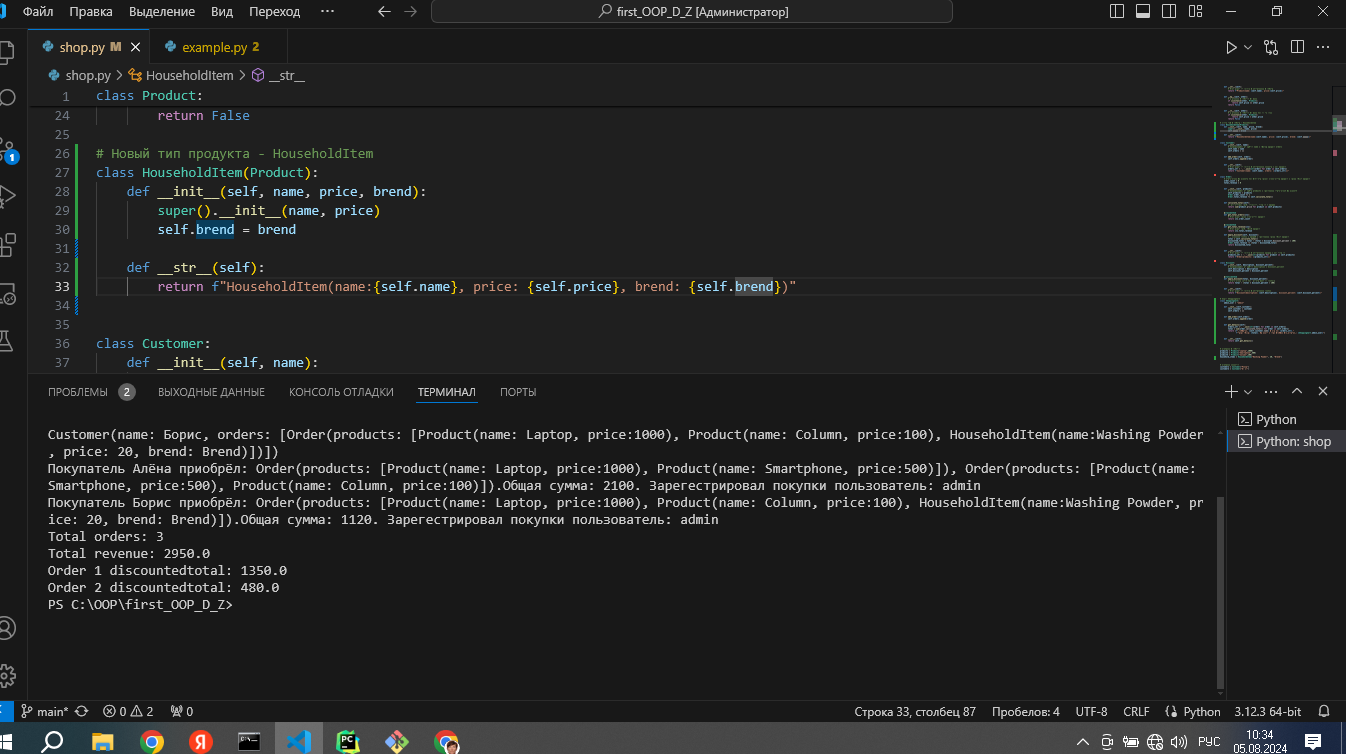 Файл Правка Выделение Вид Переход ··· first_OOP_D_Z [Администратор]
shop.py M example.py 2
shop.py > HouseholdItem > __str__
1 class Product:
24 return False
25
26 # Новый тип продукта - HouseholdItem
27 class HouseholdItem(Product):
28 def __init__(self, name, price, brend):
29 super().__init__(name, price)
30 self.brend = brend
31
32 def __str__(self):
33 return f"HouseholdItem(name:{self.name}, price: {self.price}, brend: {self.brend})"
34
35
36 class Customer:
37 def __init__(self, name):
ПРОБЛЕМЫ 2 ВЫХОДНЫЕ ДАННЫЕ КОНСОЛЬ ОТЛАДКИ ТЕРМИНАЛ ПОРТЫ
Python
Python: shop
Customer(name: Борис, orders: [Order(products: [Product(name: Laptop, price:1000), Product(name: Column, price:100), HouseholdItem(name:Washing Powder
, price: 20, brend: Brend)])])
Покупатель Алёна приобрёл: Order(products: [Product(name: Laptop, price:1000), Product(name: Smartphone, price:500)]), Order(products: [Product(name:
Smartphone, price:500), Product(name: Column, price:100)]).Общая сумма: 2100. Зарегестрировал покупки пользователь: admin
Покупатель Борис приобрёл: Order(products: [Product(name: Laptop, price:1000), Product(name: Column, price:100), HouseholdItem(name:Washing Powder, pr
ice: 20, brend: Brend)]).Общая сумма: 1120. Зарегестрировал покупки пользователь: admin
Total orders: 3
Total revenue: 2950.0
Order 1 discountedtotal: 1350.0
Order 2 discountedtotal: 480.0
PS C:\OOP\first_OOP_D_Z>
1
main* 0 2 0 Строка 33, столбец 87 Пробелов: 4 UTF-8 CRLF Python 3.12.3 64-bit
РУС 10:34
05.08.2024